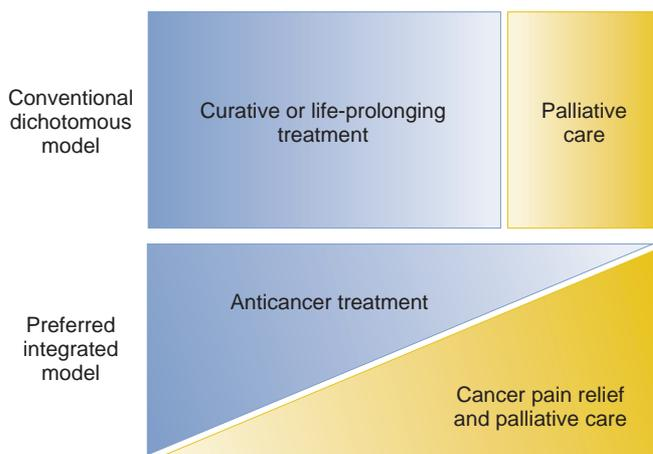 Conventional
dichotomous
model
Curative or life-prolonging
treatment
Palliative
care
Preferred
integrated
model
Anticancer treatment
Cancer pain relief
and palliative care